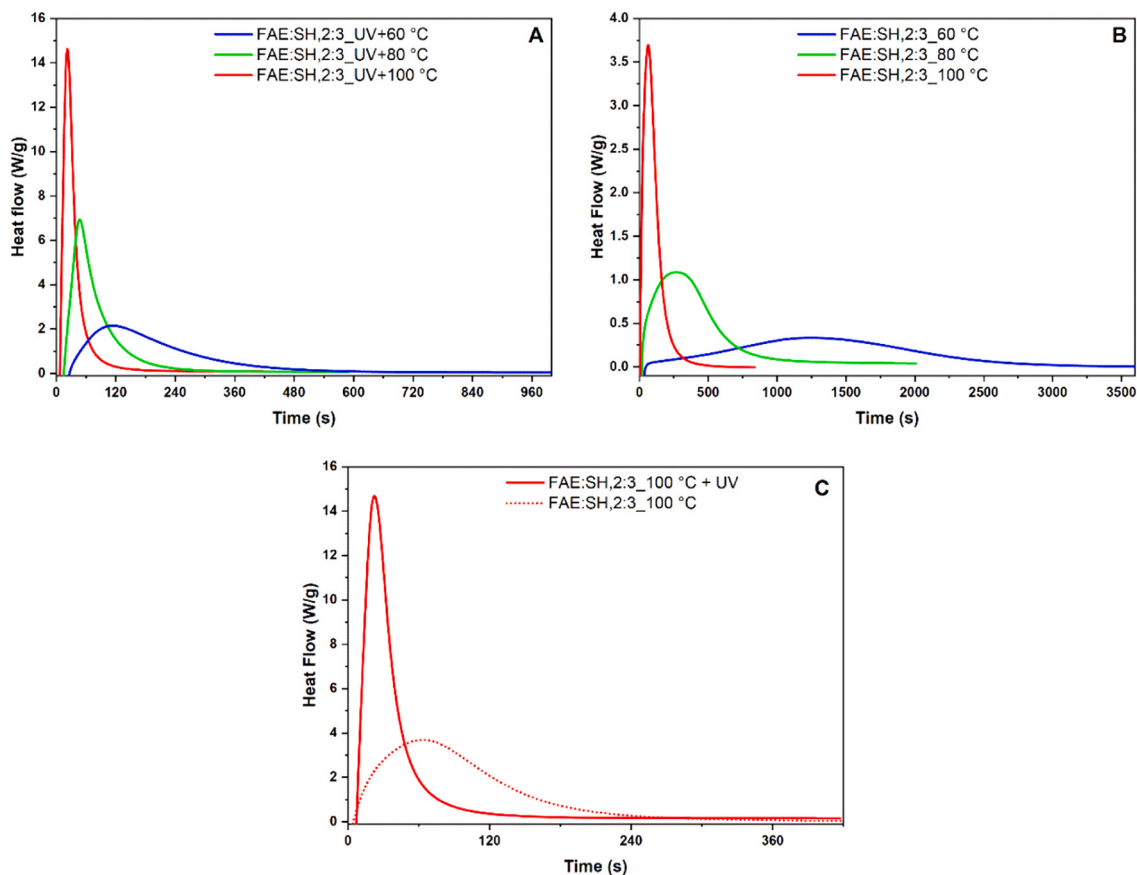 A
FAE:SH,2:3_UV+60 °C
FAE:SH,2:3_UV+80 °C
FAE:SH,2:3_UV+100 °C
Heat flow (W/g)
16
14
12
10
8
6
4
2
0
0 120 240 360 480 600 720 840 960
Time (s)
B
FAE:SH,2:3_60 °C
FAE:SH,2:3_80 °C
FAE:SH,2:3_100 °C
Heat Flow (W/g)
4.0
3.5
3.0
2.5
2.0
1.5
1.0
0.5
0.0
0 500 1000 1500 2000 2500 3000 3500
Time (s)
C
FAE:SH,2:3_100 °C + UV
FAE:SH,2:3_100 °C
Heat Flow (W/g)
16
14
12
10
8
6
4
2
0
0 120 240 360
Time (s)